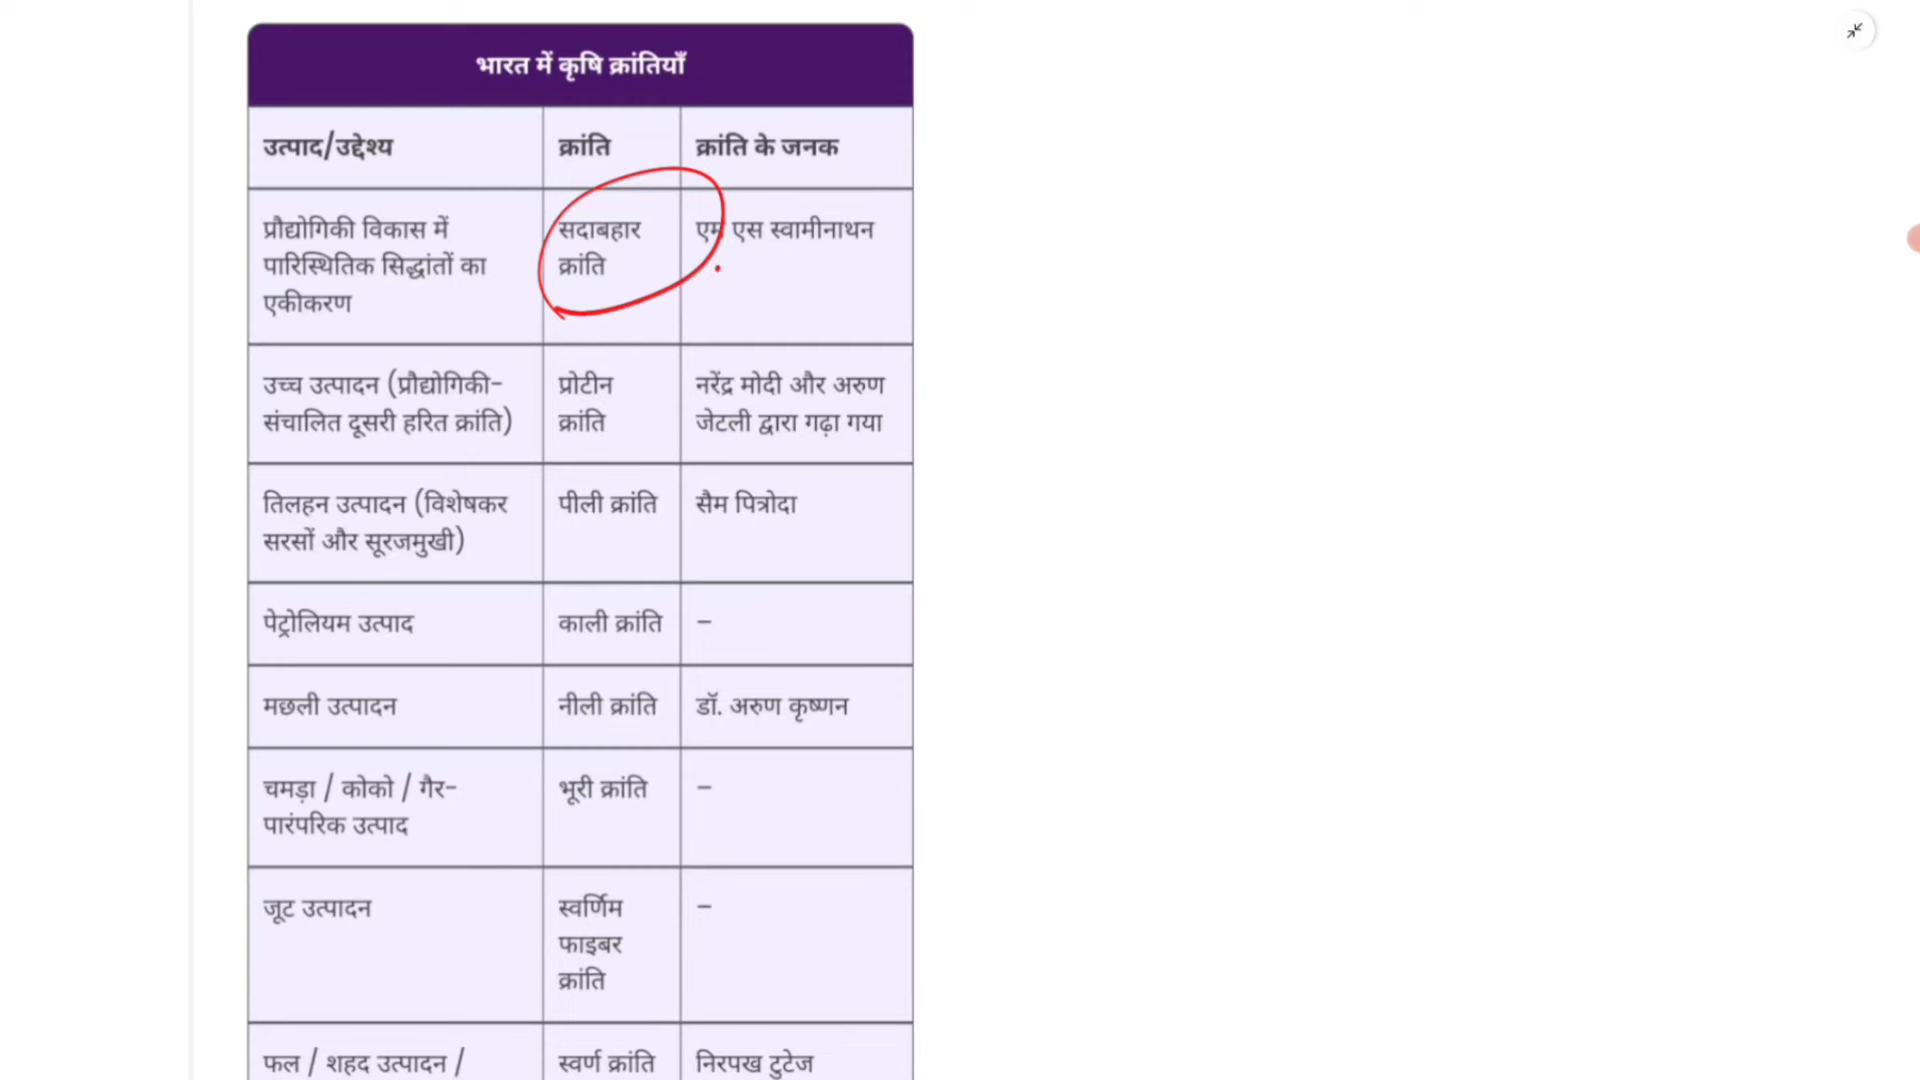 भारत में कृषि क्रांतियाँ
उत्पाद/उद्देश्य क्रांति क्रांति के जनक
प्रौद्योगिकी विकास में
पारिस्थितिक सिद्धांतों का
एकीकरण
सदाबहार
क्रांति
एम एस स्वामीनाथन
उच्च उत्पादन (प्रौद्योगिकी-
संचालित दूसरी हरित क्रांति)
प्रोटीन
क्रांति
नरेंद्र मोदी और अरुण
जेटली द्वारा गढ़ा गया
तिलहन उत्पादन (विशेषकर
सरसों और सूरजमुखी)
पीली क्रांति
सैम पित्रोदा
पेट्रोलियम उत्पाद काली क्रांति –
मछली उत्पादन नीली क्रांति डॉ. अरुण कृष्णन
चमड़ा / कोको / गैर-
पारंपरिक उत्पाद
भूरी क्रांति
–
जूट उत्पादन
स्वर्णिम
फाइबर
क्रांति
–
फल / शहद उत्पादन / स्वर्ण क्रांति निरपख टुटेज